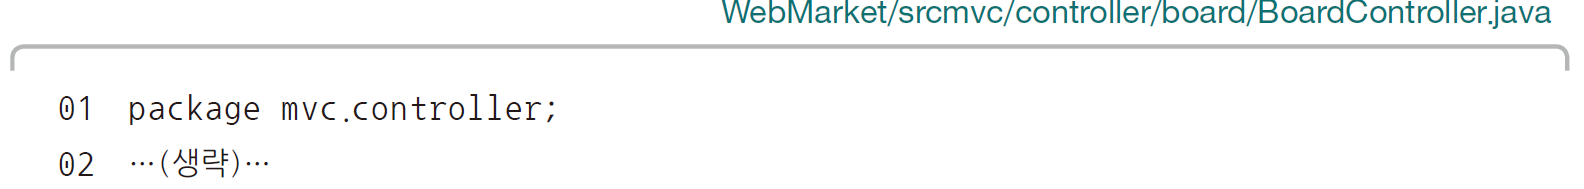 WebMarket/srcmvc/controller/board/BoardController.java
01 package mvc.controller;
02 …(생략)…